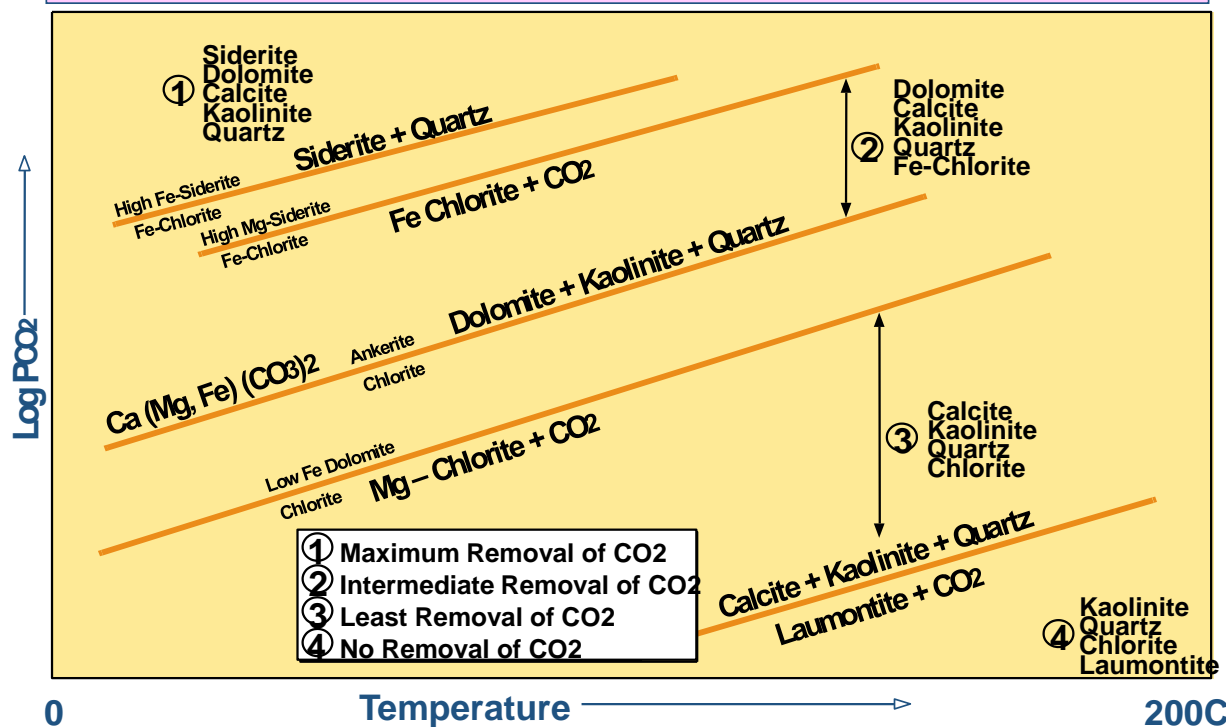 ① Siderite
Dolomite
Calcite
Kaolinite
Quartz
Siderite + Quartz
High Fe-Siderite
Fe-Chlorite
High Mg-Siderite
Fe-Chlorite
Fe Chlorite + CO2
② Dolomite
Calcite
Kaolinite
Quartz
Fe-Chlorite
Dolomite + Kaolinite + Quartz
Ankerite
Chlorite
Ca (Mg, Fe) (CO3)2
Low Fe Dolomite
Chlorite
Mg – Chlorite + CO2
③ Calcite
Kaolinite
Quartz
Chlorite
Calcite + Kaolinite + Quartz
Laumontite + CO2
④ Kaolinite
Quartz
Chlorite
Laumontite
① Maximum Removal of CO2
② Intermediate Removal of CO2
③ Least Removal of CO2
④ No Removal of CO2
Log PCO2
0
Temperature
200C